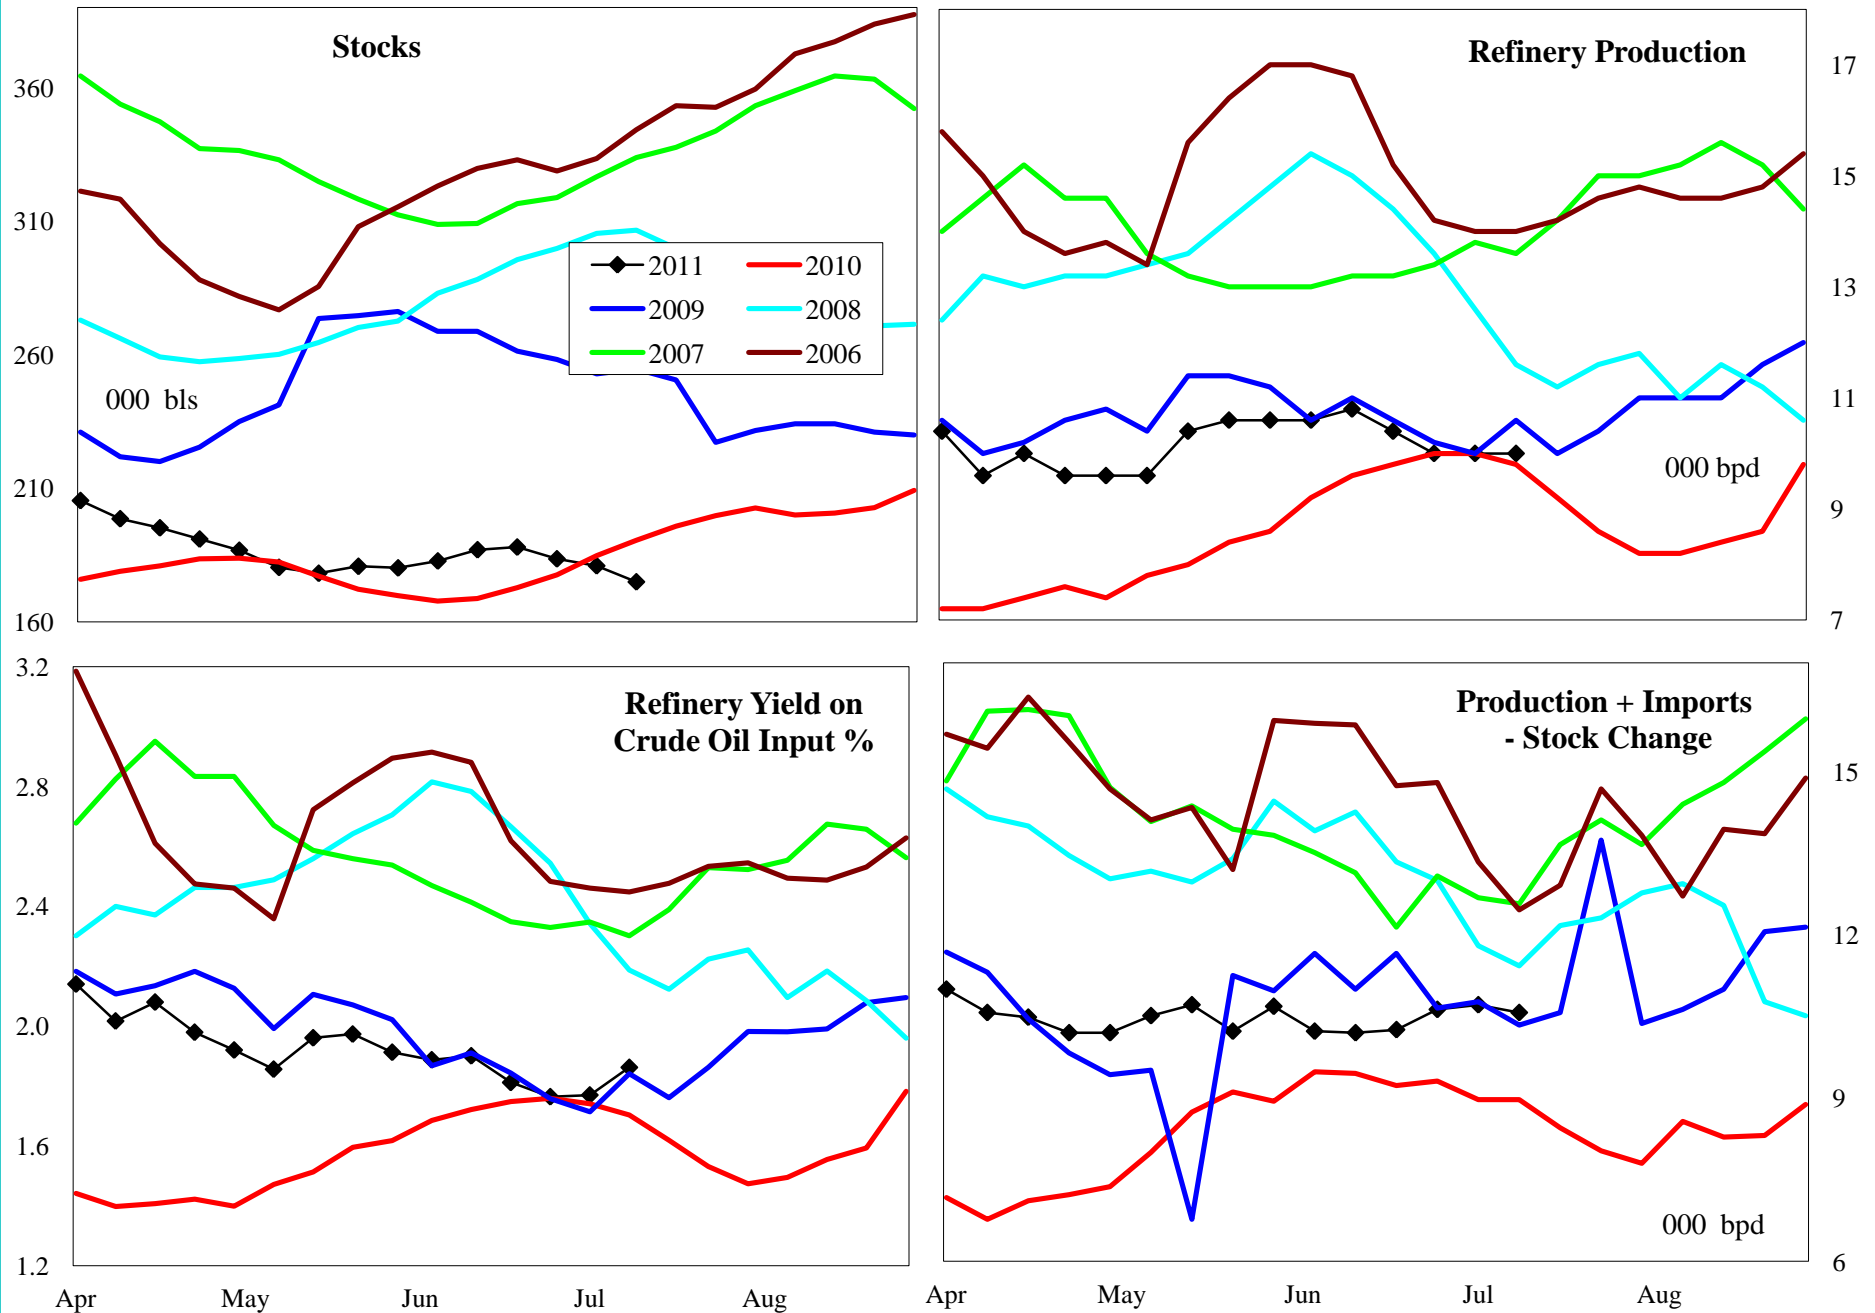 Stocks
360
310
260
210
160
000 bls
2011
2010
2009
2008
2007
2006
Refinery Production
17
15
13
11
9
7
000 bpd
Refinery Yield on
Crude Oil Input %
3.2
2.8
2.4
2.0
1.6
1.2
Apr
May
Jun
Jul
Aug
Production + Imports
- Stock Change
15
12
9
6
000 bpd
Apr
May
Jun
Jul
Aug